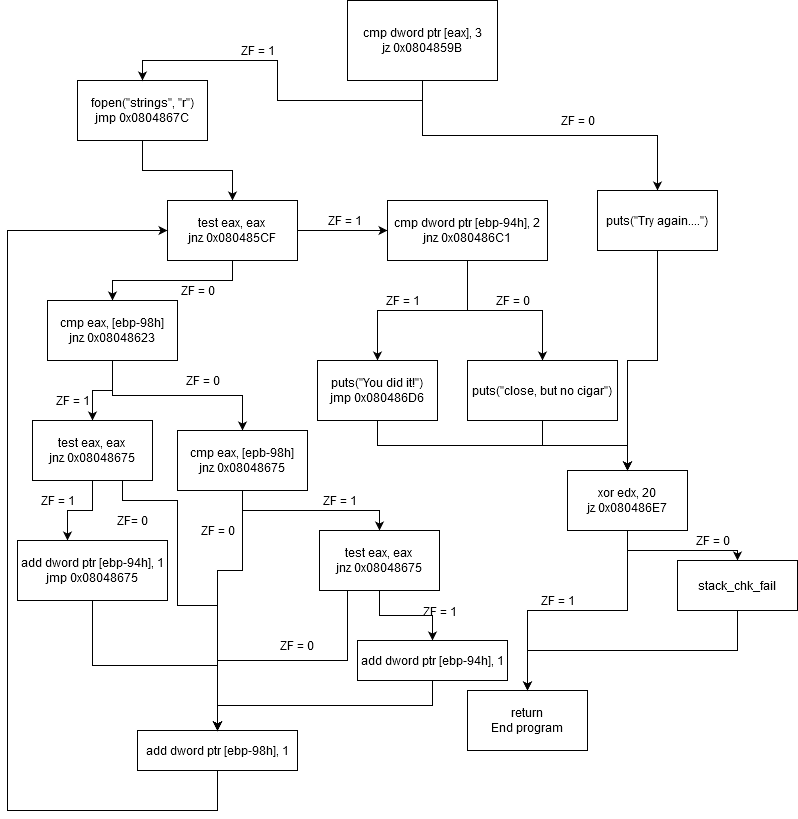 cmp dword ptr [eax], 3
jz 0x0804859B
ZF = 1
fopen("strings", "r")
jmp 0x0804867C
ZF = 0
puts("Try again....")
test eax, eax
jnz 0x080485CF
ZF = 1
cmp dword ptr [ebp-94h], 2
jnz 0x080486C1
ZF = 0
cmp eax, [ebp-98h]
jnz 0x08048623
ZF = 1
ZF = 0
puts("You did it!")
jmp 0x080486D6
puts("close, but no cigar")
ZF = 0
ZF = 1
test eax, eax
jnz 0x08048675
cmp eax, [epb-98h]
jnz 0x08048675
xor edx, 20
jz 0x080486E7
ZF = 1
ZF= 0
ZF = 0
ZF = 1
test eax, eax
jnz 0x08048675
ZF = 0
stack_chk_fail
add dword ptr [ebp-94h], 1
jmp 0x08048675
ZF = 1
ZF = 1
ZF = 0
add dword ptr [ebp-94h], 1
return
End program
add dword ptr [ebp-98h], 1